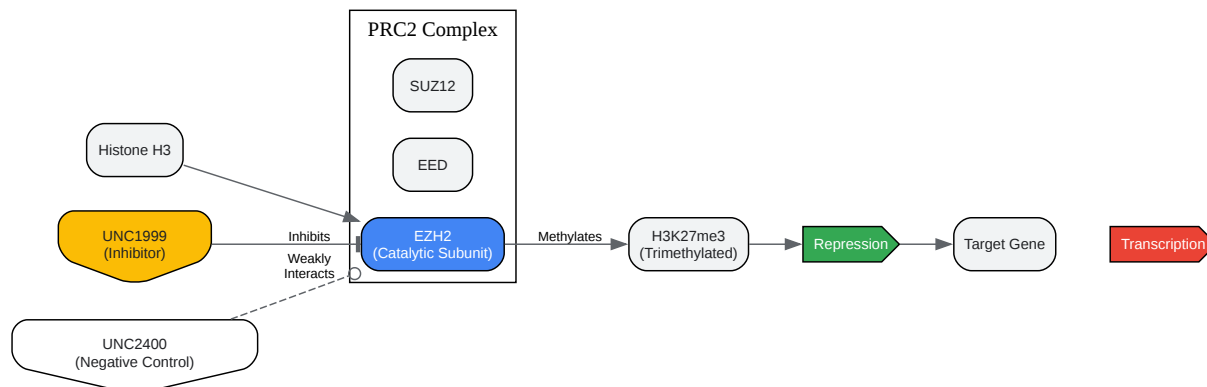 PRC2 Complex
SUZ12
EED
Histone H3
UNC1999
(Inhibitor)
Inhibits
Weakly
Interacts
EZH2
(Catalytic Subunit)
Methylates
H3K27me3
(Trimethylated)
Repression
Target Gene
Transcription
UNC2400
(Negative Control)